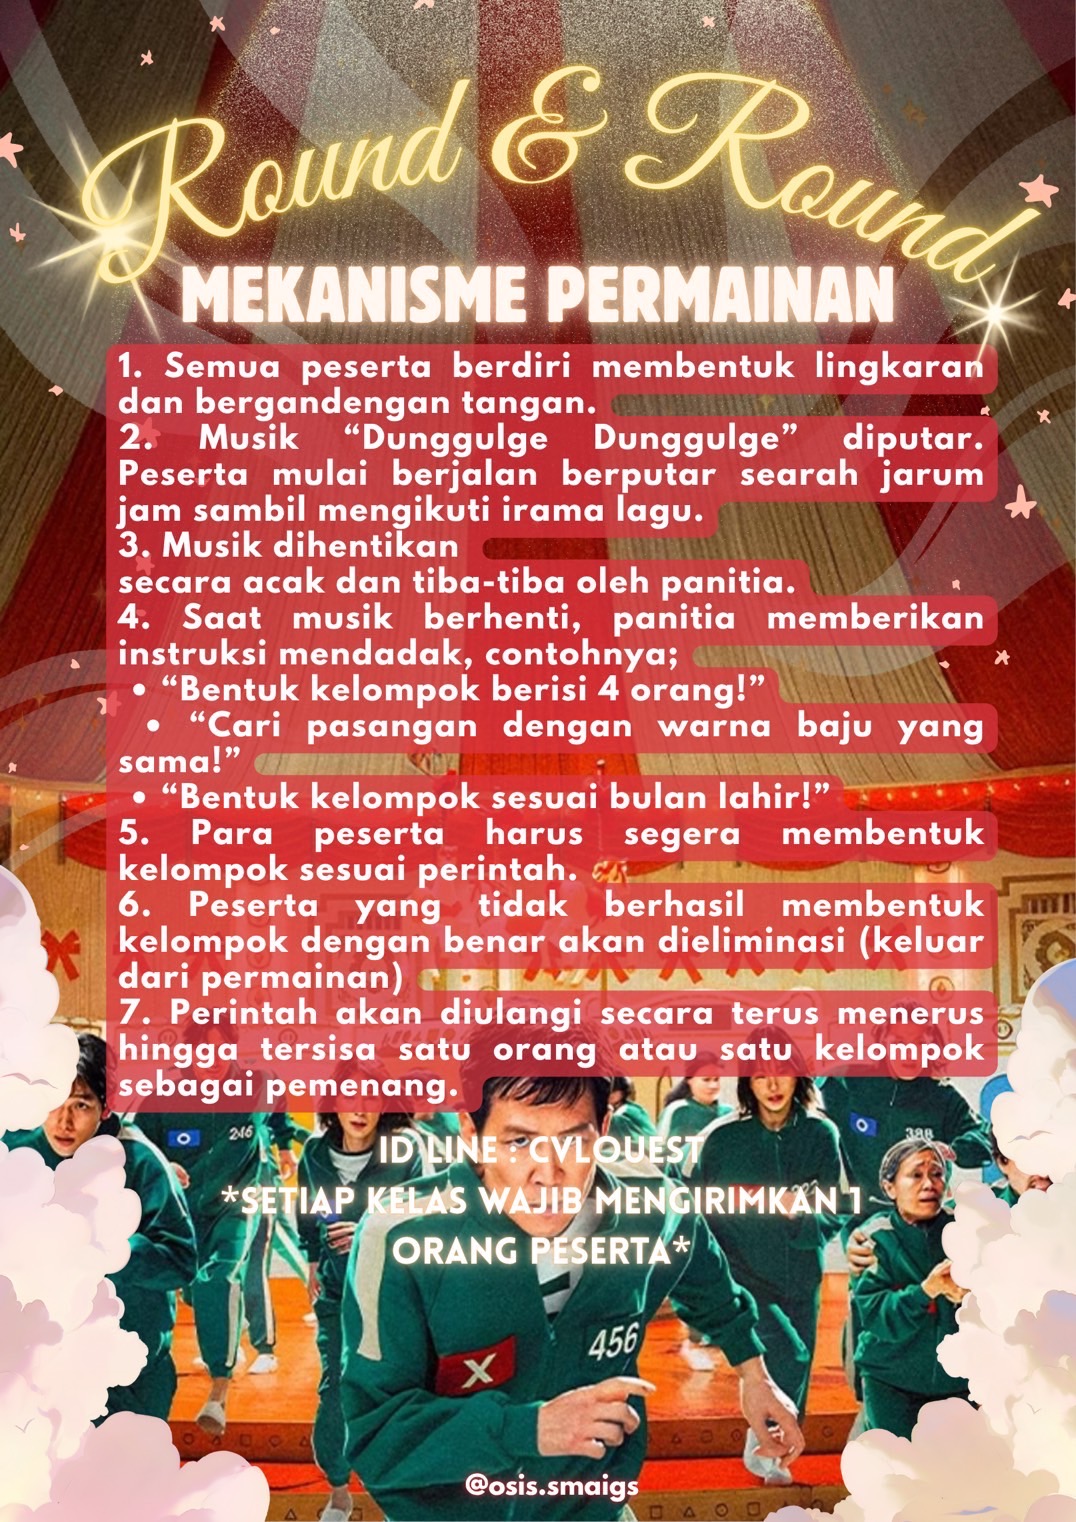 Round & Round
MEKANISME PERMAINAN
1. Semua peserta berdiri membentuk lingkaran
dan bergandengan tangan.
2. Musik “Dunggulge Dunggulge” diputar.
Peserta mulai berjalan berputar searah jarum
jam sambil mengikuti irama lagu.
3. Musik dihentikan
secara acak dan tiba-tiba oleh panitia.
4. Saat musik berhenti, panitia memberikan
instruksi mendadak, contohnya;
• “Bentuk kelompok berisi 4 orang!”
• “Cari pasangan dengan warna baju yang
sama!”
• “Bentuk kelompok sesuai bulan lahir!”
5. Para peserta harus segera membentuk
kelompok sesuai perintah.
6. Peserta yang tidak berhasil membentuk
kelompok dengan benar akan dieliminasi (keluar
dari permainan)
7. Perintah akan diulangi secara terus menerus
hingga tersisa satu orang atau satu kelompok
sebagai pemenang.
246
388
ID LINE : CVLOUEST
*SETIAP KELAS WAJIB MENGIRIMKAN 1
ORANG PESERTA*
456
X
@osis.smaigs